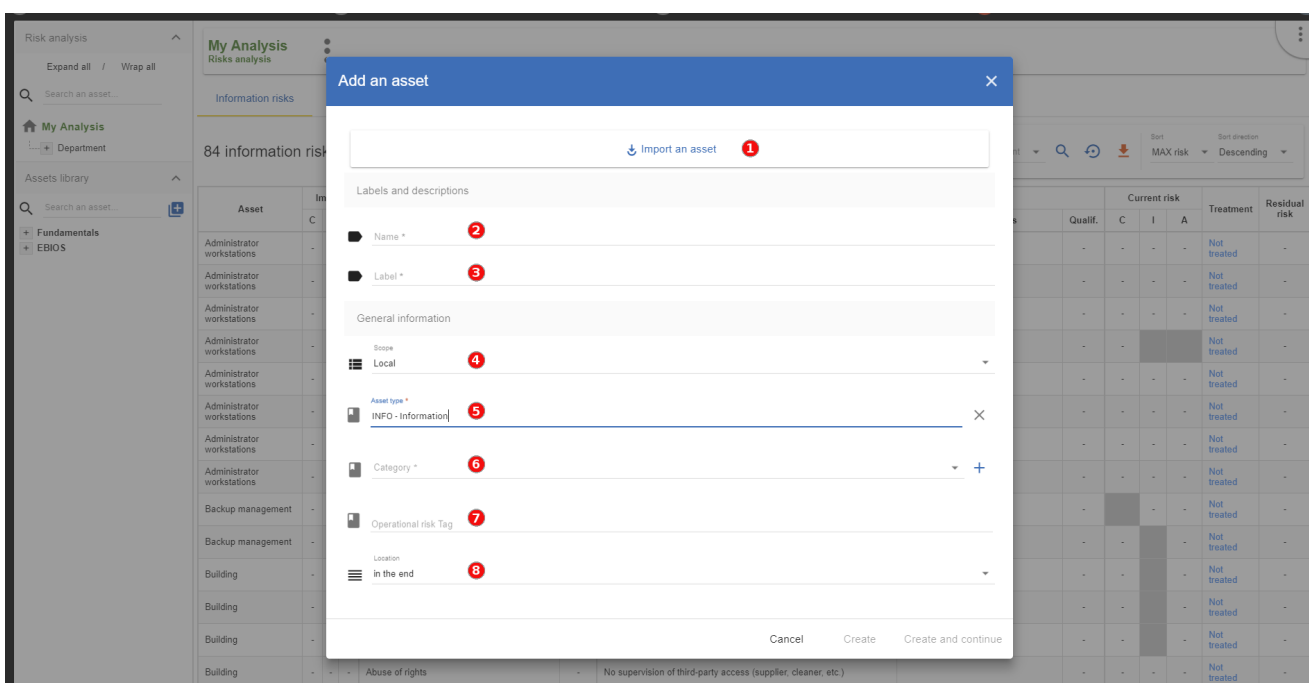 Risk analysis
Expand all / Wrap all
Search an asset...
My Analysis
Department
Assets library
Search an asset...
Fundamentals
EBIOS
My Analysis
Risks analysis
Information risks
84 information risk
Sort
MAX risk
Sort direction
Descending
Asset
Im
C
Qualif.
Current risk
C I A
Treatment
Residual risk
Administrator workstations - - - - - Not treated -
Administrator workstations - - - - - Not treated -
Administrator workstations - - - - - Not treated -
Administrator workstations - - - Not treated -
Administrator workstations - - - - - Not treated -
Administrator workstations - - - - - Not treated -
Administrator workstations - - - - - Not treated -
Administrator workstations - - - - - Not treated -
Backup management - - - - Not treated -
Backup management - - - - Not treated -
Building - - - - Not treated -
Building - - - - Not treated -
Building - - - - Not treated -
Building - - - Abuse of rights - No supervision of third-party access (supplier, cleaner, etc.) - - - - Not treated -
Add an asset
Import an asset 1
Labels and descriptions
Name * 2
Label * 3
General information
Scope
Local 4
Asset type *
INFO - Information 5
Category * 6
Operational risk Tag 7
Location
in the end 8
Cancel Create Create and continue